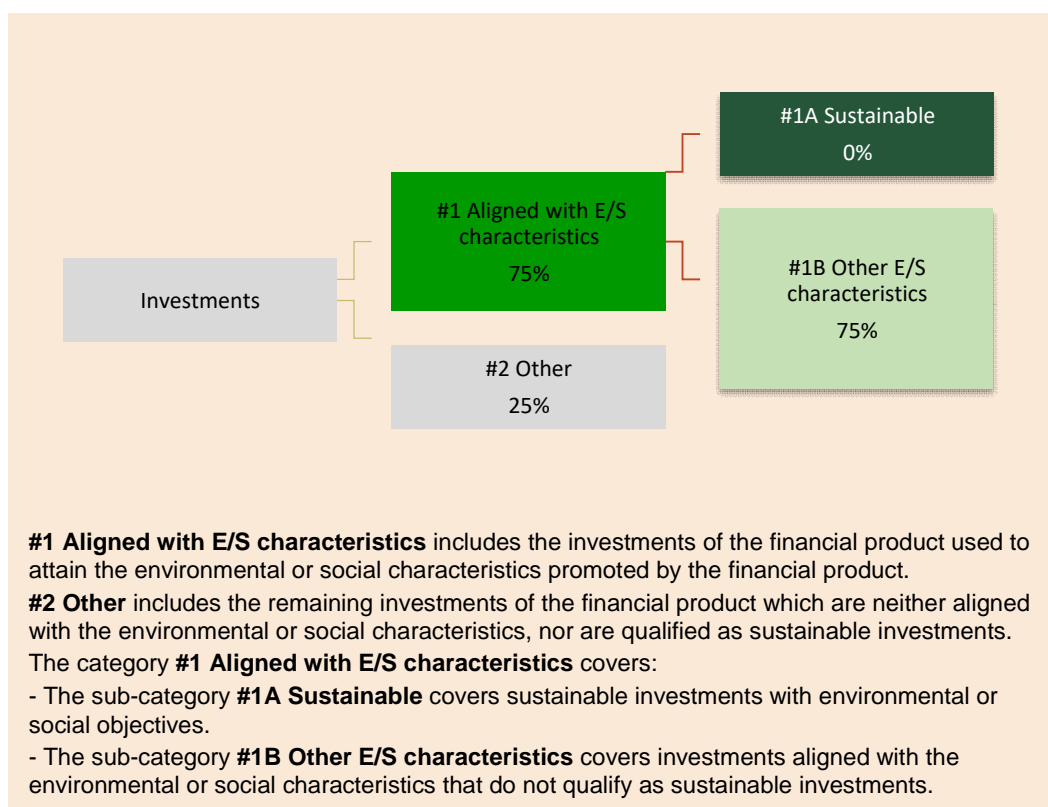 #1A Sustainable
0%
#1 Aligned with E/S
characteristics
75%
#1B Other E/S
characteristics
75%
Investments
#2 Other
25%
#1 Aligned with E/S characteristics includes the investments of the financial product used to
attain the environmental or social characteristics promoted by the financial product.
#2 Other includes the remaining investments of the financial product which are neither aligned
with the environmental or social characteristics, nor are qualified as sustainable investments.
The category #1 Aligned with E/S characteristics covers:
- The sub-category #1A Sustainable covers sustainable investments with environmental or
social objectives.
- The sub-category #1B Other E/S characteristics covers investments aligned with the
environmental or social characteristics that do not qualify as sustainable investments.